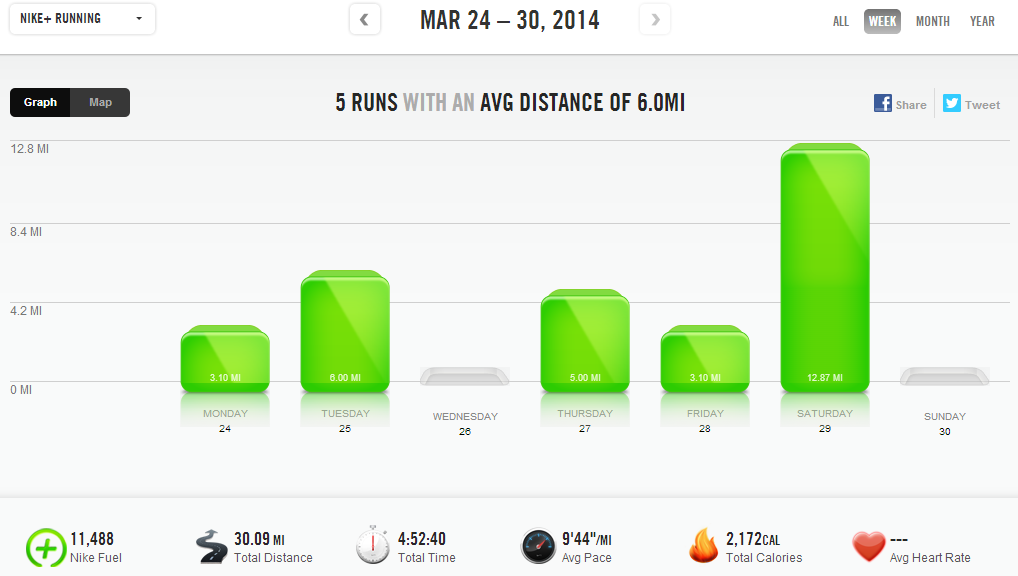 NIKE+ RUNNING
MAR 24 – 30, 2014
ALL WEEK MONTH YEAR
Graph Map
5 RUNS WITH AN AVG DISTANCE OF 6.0MI
Share Tweet
12.8 MI
8.4 MI
4.2 MI
0 MI
3.10 MI 6.00 MI 5.00 MI 3.10 MI 12.87 MI
MONDAY TUESDAY WEDNESDAY THURSDAY FRIDAY SATURDAY SUNDAY
24 25 26 27 28 29 30
11,488 30.09 MI 4:52:40 9'44"/MI 2,172CAL ---
Nike Fuel Total Distance Total Time Avg Pace Total Calories Avg Heart Rate